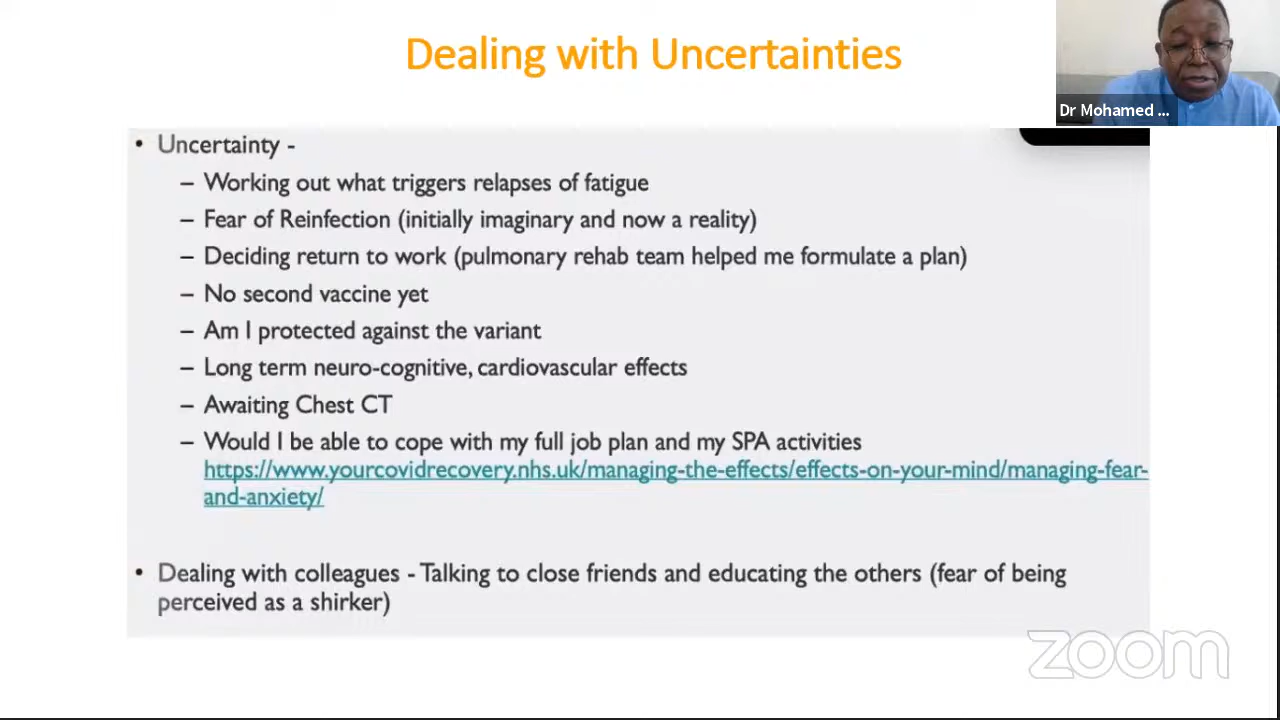 Dealing with Uncertainties
Dr Mohamed ...
• Uncertainty -
– Working out what triggers relapses of fatigue
– Fear of Reinfection (initially imaginary and now a reality)
– Deciding return to work (pulmonary rehab team helped me formulate a plan)
– No second vaccine yet
– Am I protected against the variant
– Long term neuro-cognitive, cardiovascular effects
– Awaiting Chest CT
– Would I be able to cope with my full job plan and my SPA activities
https://www.yourcovidrecovery.nhs.uk/managing-the-effects/effects-on-your-mind/managing-fear-
and-anxiety/
• Dealing with colleagues - Talking to close friends and educating the others (fear of being
perceived as a shirker)
zoom